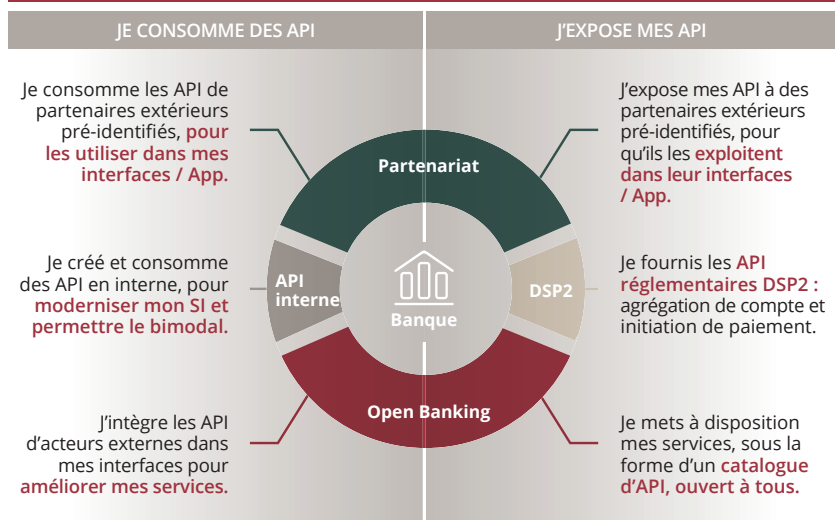 JE CONSOMME DES API
J'EXPOSE MES API
Je consomme les API de
partenaires extérieurs
pré-identifiés, pour
les utiliser dans mes
interfaces / App.
J'expose mes API à des
partenaires extérieurs
pré-identifiés, pour
qu'ils les exploitent
dans leur interfaces
/ App.
Partenariat
Je créé et consomme
des API en interne, pour
moderniser mon SI et
permettre le bimodal.
API
interne
Banque
DSP2
Je fournis les API
réglementaires DSP2 :
agrégation de compte et
initiation de paiement.
Open Banking
J'intègre les API
d'acteurs externes dans
mes interfaces pour
améliorer mes services.
Je mets à disposition
mes services, sous la
forme d'un catalogue
d'API, ouvert à tous.